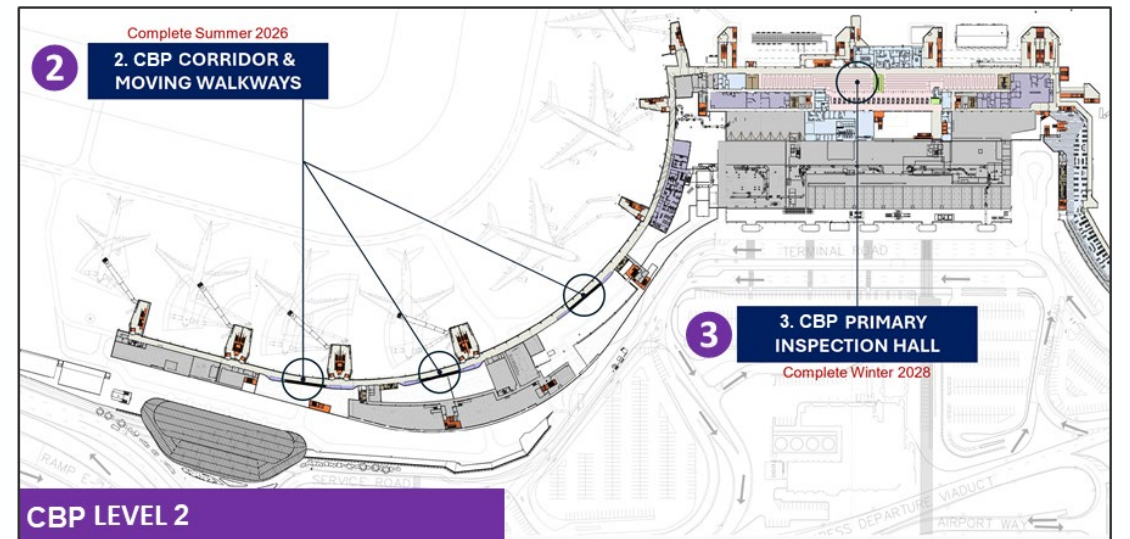 Complete Summer 2026
2
2. CBP CORRIDOR &
MOVING WALKWAYS
TERMINAL ROAD
3
3. CBP PRIMARY
INSPECTION HALL
Complete Winter 2028
RAMP
SERVICE ROAD
ESS DEPARTURE VIADUCT
AIRPORT WAY
CBP LEVEL 2